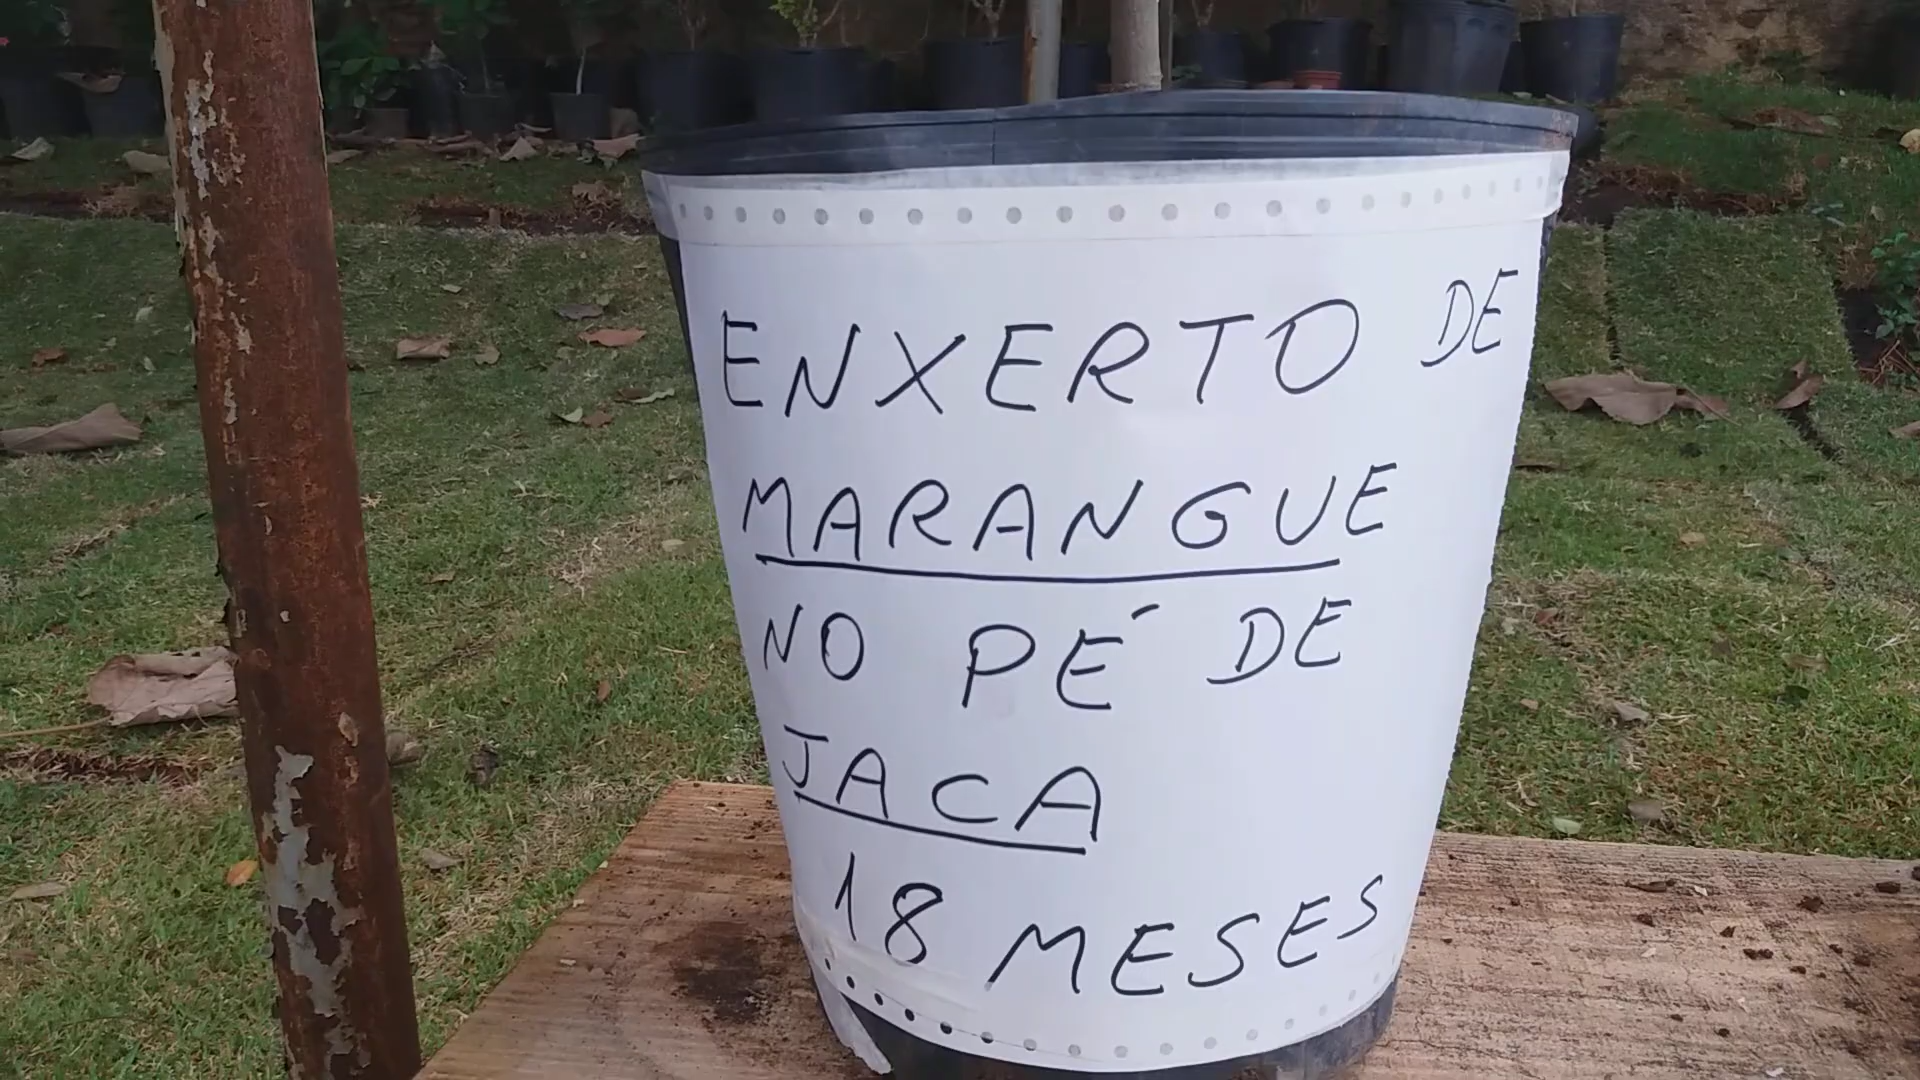 ENXERTO DE
MARANGUE
NO PÉ DE
JACA
18 MESES